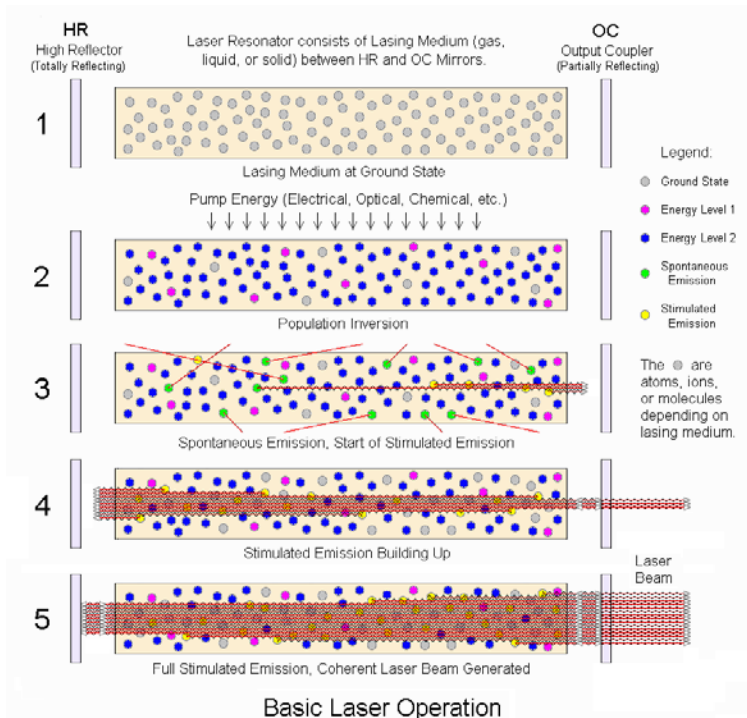 HR
High Reflector
(Totally Reflecting)
Laser Resonator consists of Lasing Medium (gas,
liquid, or solid) between HR and OC Mirrors.
OC
Output Coupler
(Partially Reflecting)
1
Lasing Medium at Ground State
Pump Energy (Electrical, Optical, Chemical, etc.)
2
Population Inversion
3
Spontaneous Emission, Start of Stimulated Emission
4
Stimulated Emission Building Up
5
Full Stimulated Emission, Coherent Laser Beam Generated
Legend:
Ground State
Energy Level 1
Energy Level 2
Spontaneous
Emission
Stimulated
Emission
The are
atoms, ions,
or molecules
depending on
lasing medium.
Laser
Beam
Basic Laser Operation